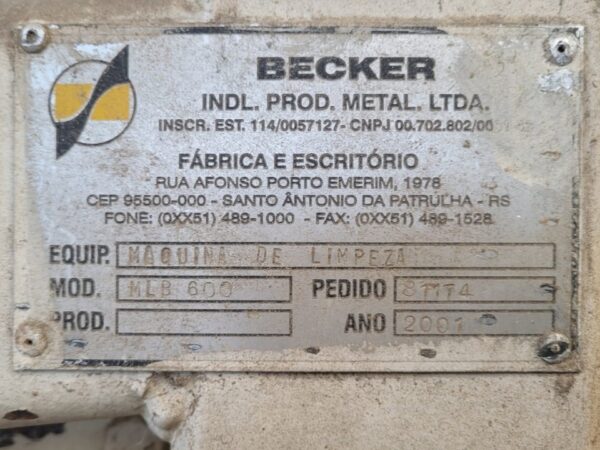 BECKER
INDL. PROD. METAL. LTDA.
INSCR. EST. 114/0057127- CNPJ 00.702.802/00
FÁBRICA E ESCRITÓRIO
RUA AFONSO PORTO EMERIM, 1978
CEP 95500-000 - SANTO ÂNTONIO DA PATRULHA - RS
FONE: (0XX51) 489-1000 - FAX: (0XX51) 489-1528
EQUIP. MAQUINA DE LIMPEZA
MOD. MLB 600 PEDIDO 81174
PROD. ANO 2001